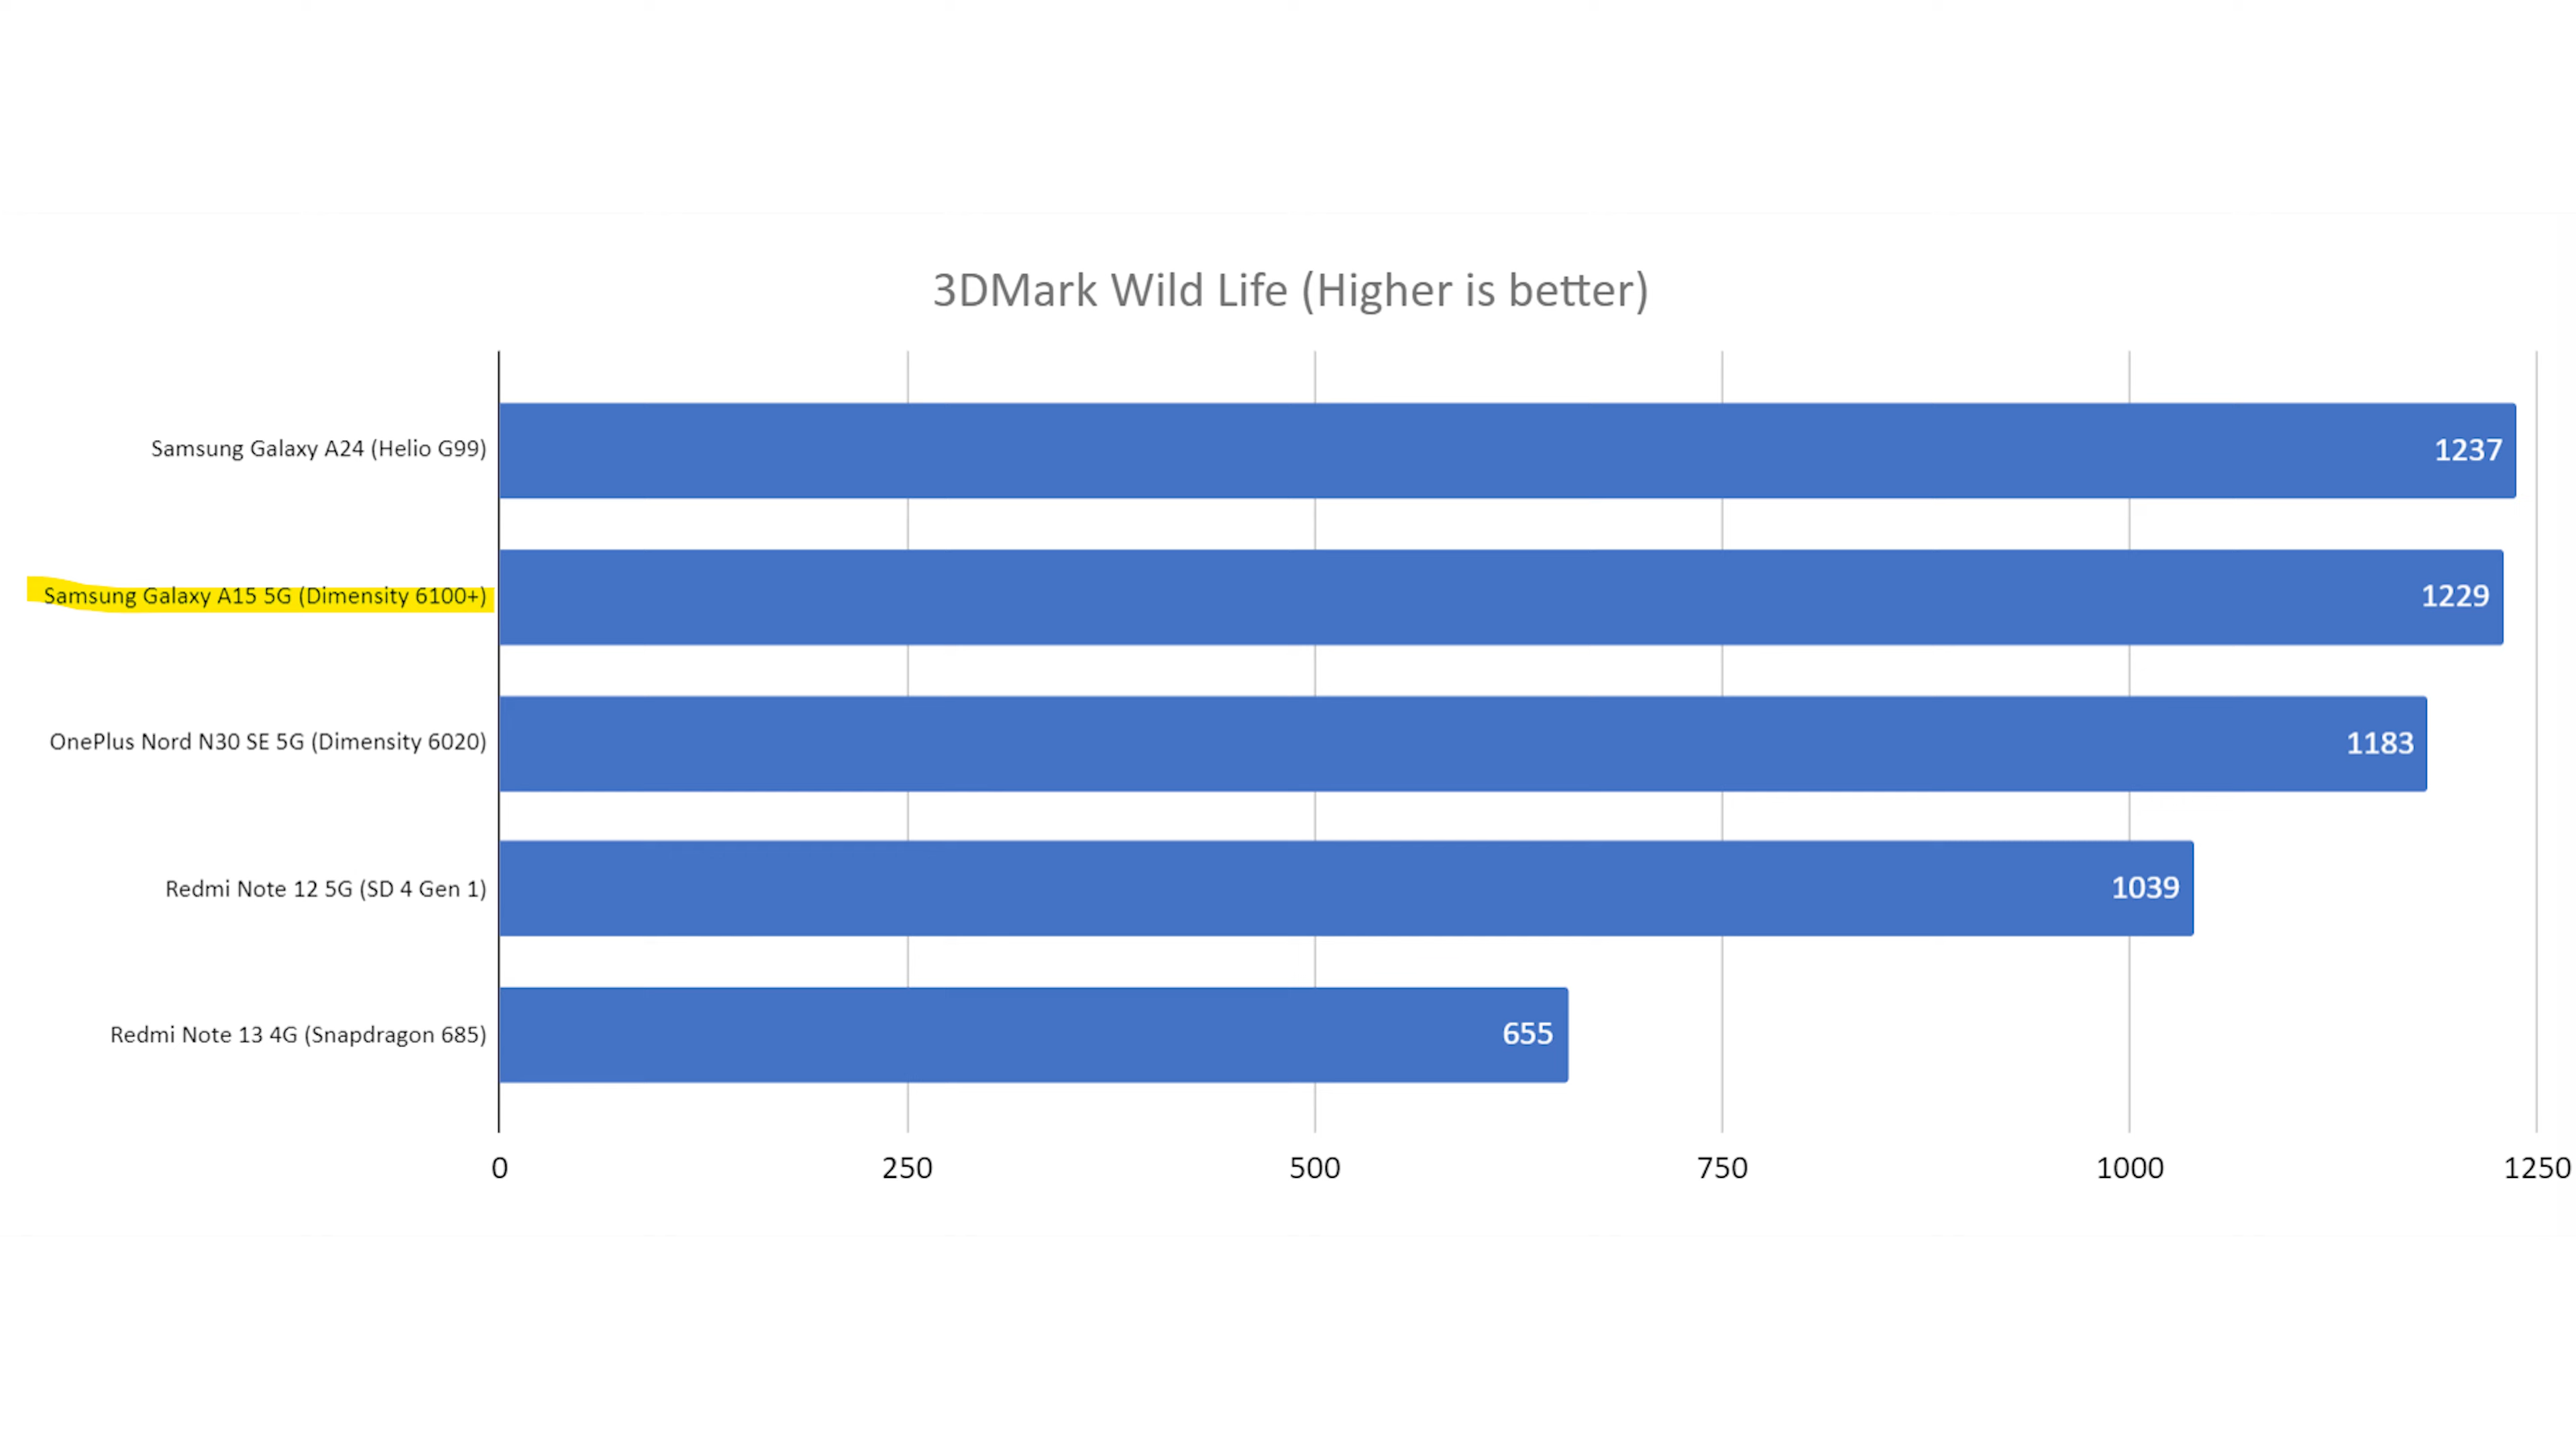 3DMark Wild Life (Higher is better)
Samsung Galaxy A24 (Helio G99)
1237
Samsung Galaxy A15 5G (Dimensity 6100+)
1229
OnePlus Nord N30 SE 5G (Dimensity 6020)
1183
Redmi Note 12 5G (SD 4 Gen 1)
1039
Redmi Note 13 4G (Snapdragon 685)
655
0 250 500 750 1000 1250